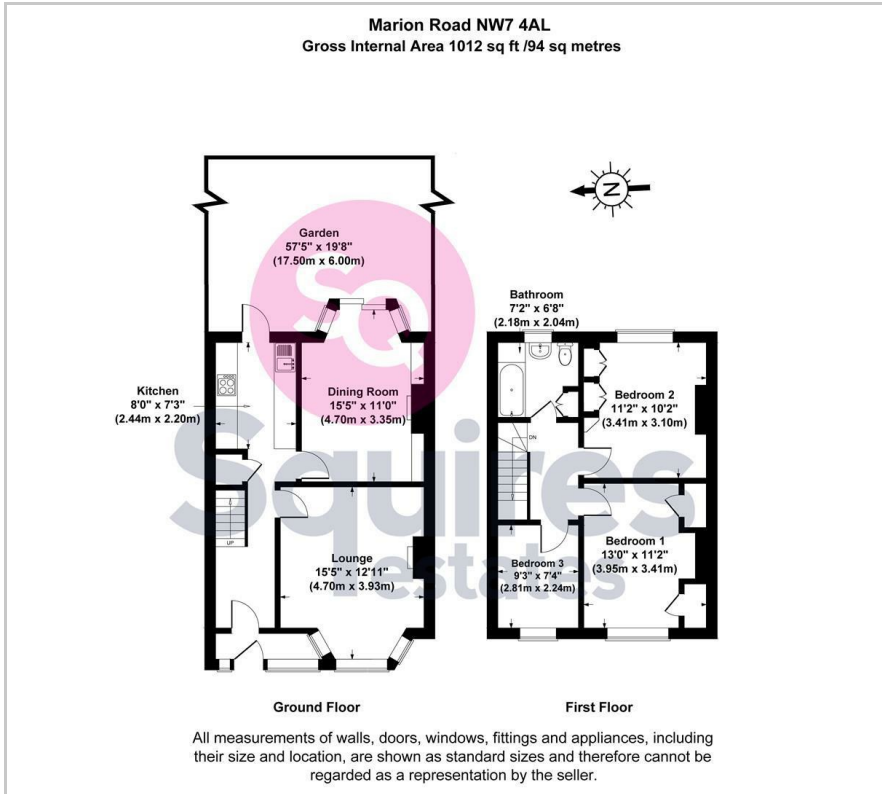 Marion Road NW7 4AL
Gross Internal Area 1012 sq ft /94 sq metres
Garden
57'5" x 19'8"
(17.50m x 6.00m)
N
SQ
Squires
estates
Kitchen
8'0" x 7'3"
(2.44m x 2.20m)
Dining Room
15'5" x 11'0"
(4.70m x 3.35m)
UP
Lounge
15'5" x 12'11"
(4.70m x 3.93m)
Bathroom
7'2" x 6'8"
(2.18m x 2.04m)
Bedroom 2
11'2" x 10'2"
(3.41m x 3.10m)
DN
Bedroom 1
13'0" x 11'2"
(3.95m x 3.41m)
Bedroom 3
9'3" x 7'4"
(2.81m x 2.24m)
Ground Floor
First Floor
All measurements of walls, doors, windows, fittings and appliances, including
their size and location, are shown as standard sizes and therefore cannot be
regarded as a representation by the seller.